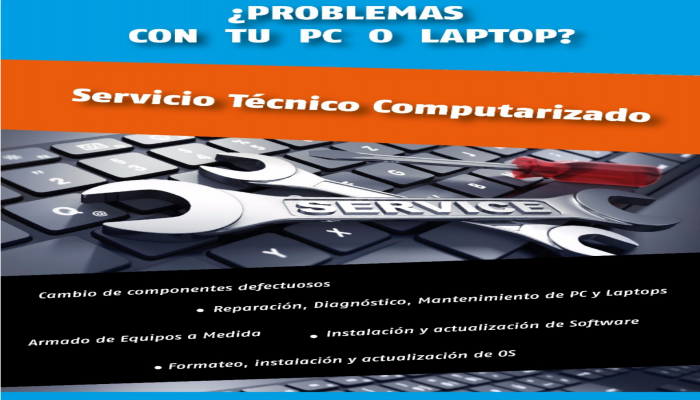 ¿PROBLEMAS
CON TU PC O LAPTOP?
Servicio Técnico Computarizado
SERVICE
Cambio de componentes defectuosos
• Reparación, Diagnóstico, Mantenimiento de PC y Laptops
Armado de Equipos a Medida
• Instalación y actualización de Software
• Formateo, instalación y actualización de OS